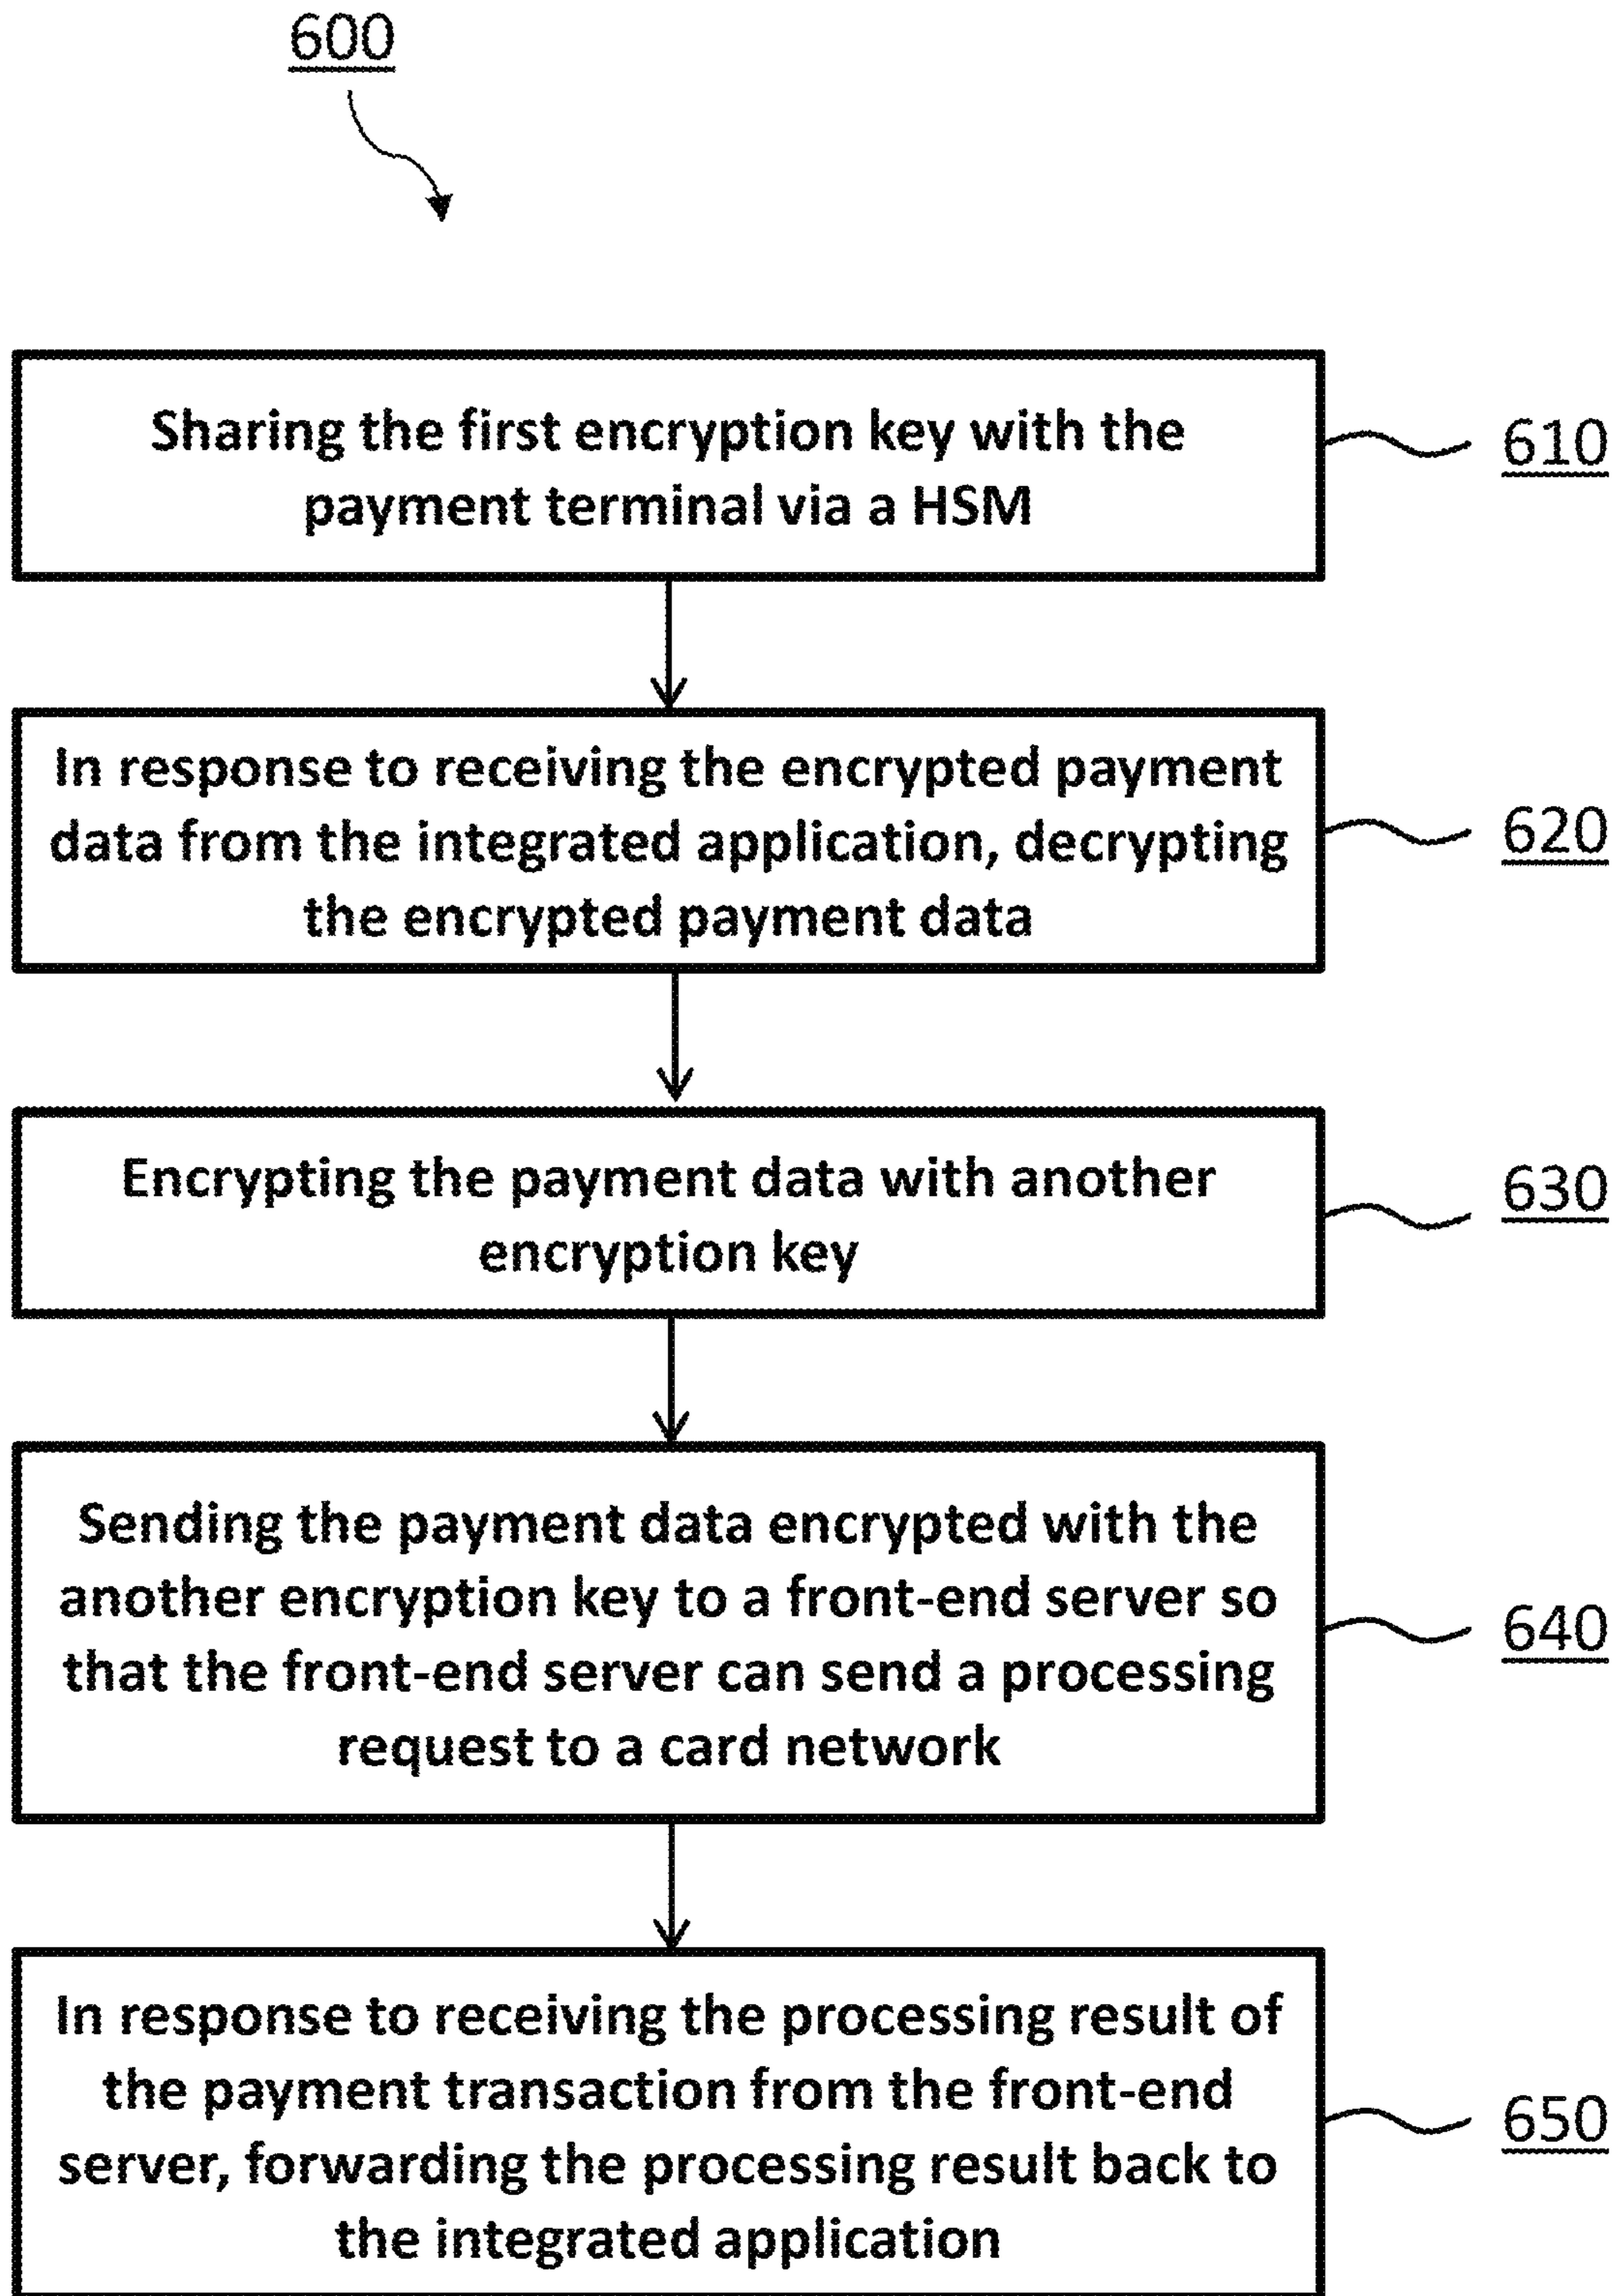 600
Sharing the first encryption key with the
payment terminal via a HSM
610
In response to receiving the encrypted payment
data from the integrated application, decrypting
the encrypted payment data
620
Encrypting the payment data with another
encryption key
630
Sending the payment data encrypted with the
another encryption key to a front-end server so
that the front-end server can send a processing
request to a card network
640
In response to receiving the processing result of
the payment transaction from the front-end
server, forwarding the processing result back to
the integrated application
650